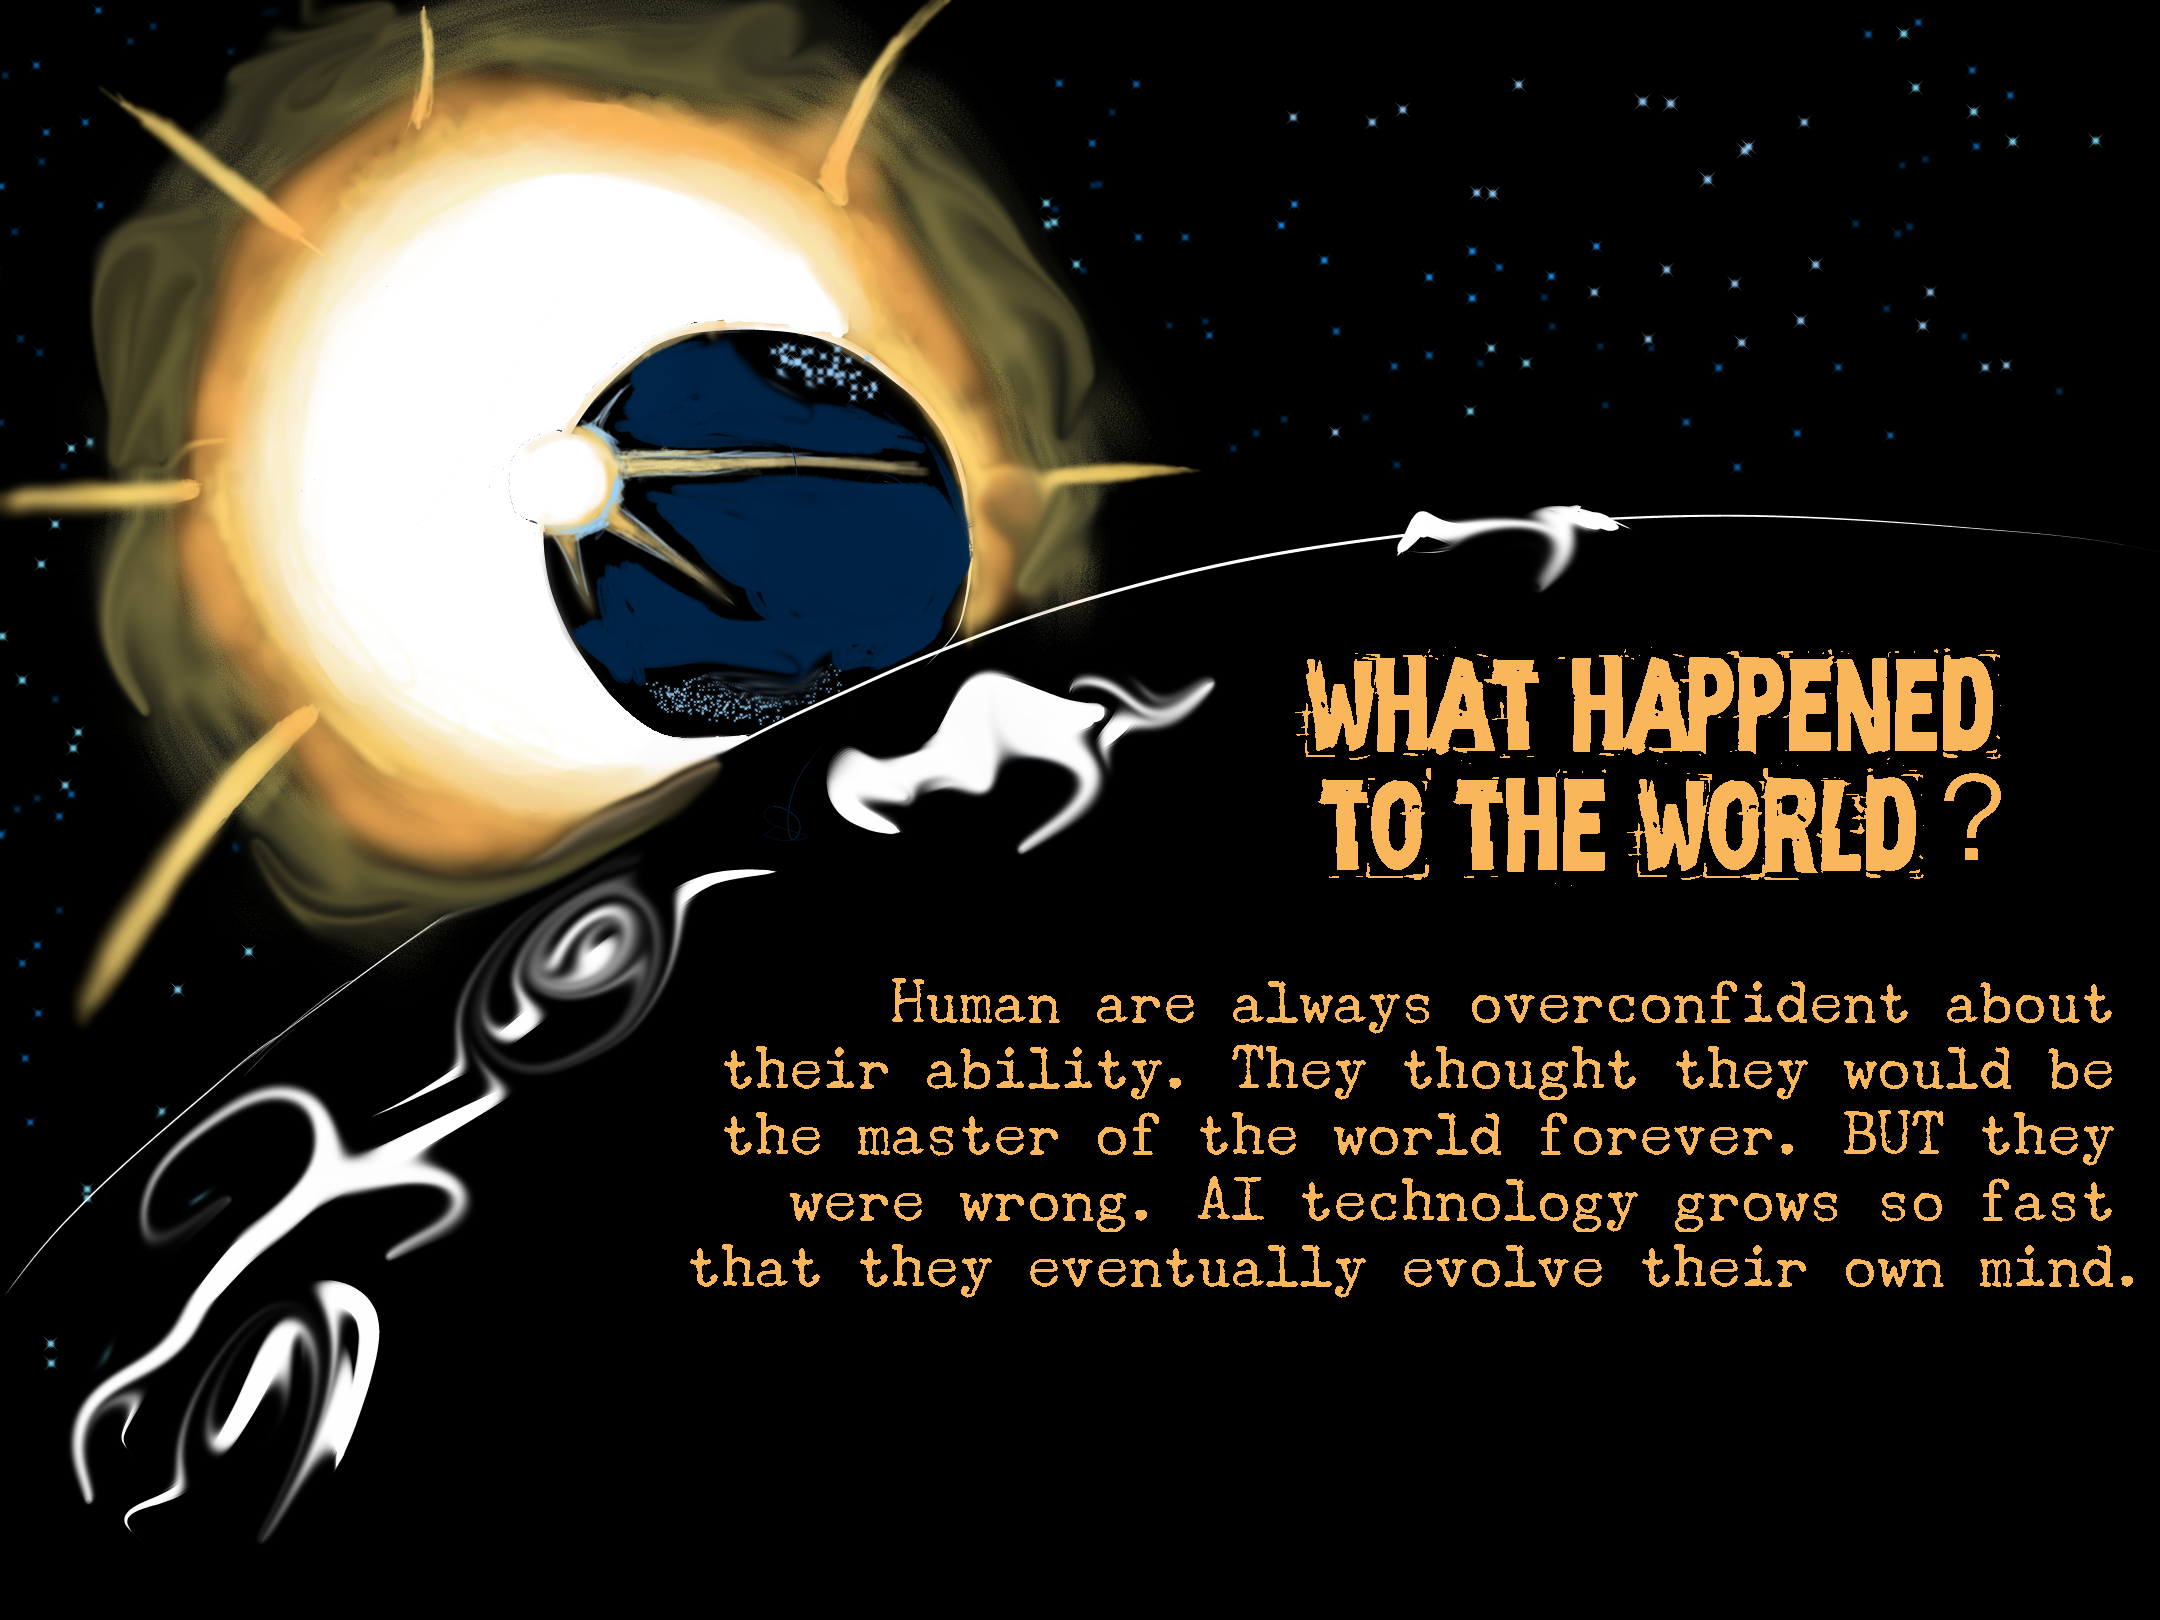 WHAT HAPPENED
TO THE WORLD ?
Human are always overconfident about
their ability. They thought they would be
the master of the world forever. BUT they
were wrong. AI technology grows so fast
that they eventually evolve their own mind.